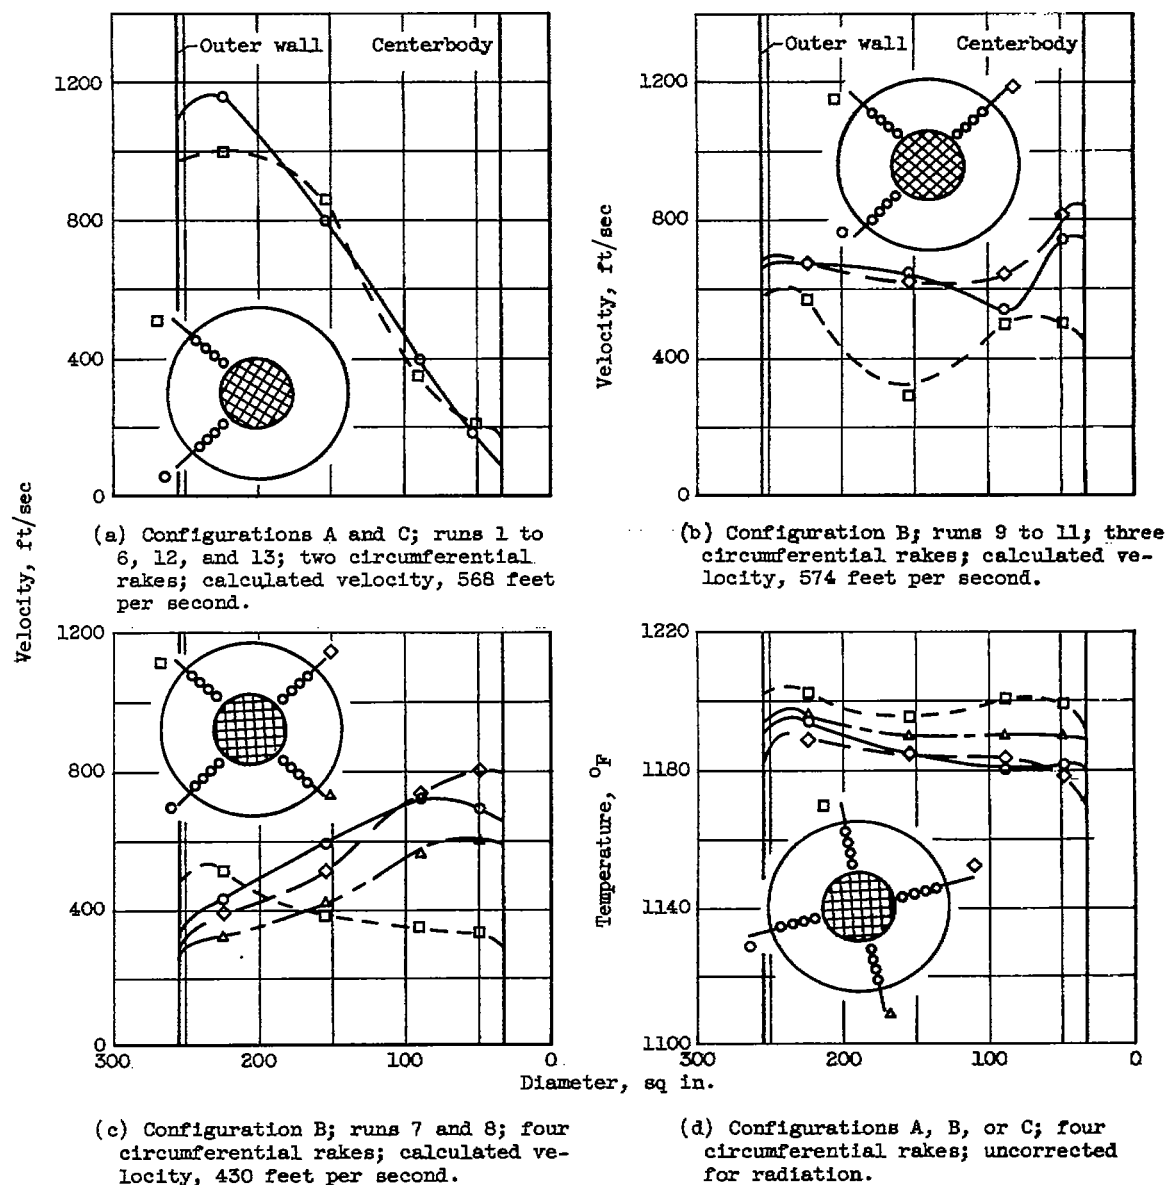 Outer wall Centerbody
1200
800
400
0
Velocity, ft/sec
(a) Configurations A and C; runs 1 to
6, 12, and 13; two circumferential
rakes; calculated velocity, 568 feet
per second.
Outer wall Centerbody
1200
800
400
0
Velocity, ft/sec
(b) Configuration B; runs 9 to 11; three
circumferential rakes; calculated ve-
locity, 574 feet per second.
1200
800
400
0
300 200 100 0
(c) Configuration B; runs 7 and 8; four
circumferential rakes; calculated ve-
locity, 430 feet per second.
1220
1180
1140
1100
Temperature, °F
300 200 100 0
Diameter, sq in.
(d) Configurations A, B, or C; four
circumferential rakes; uncorrected
for radiation.